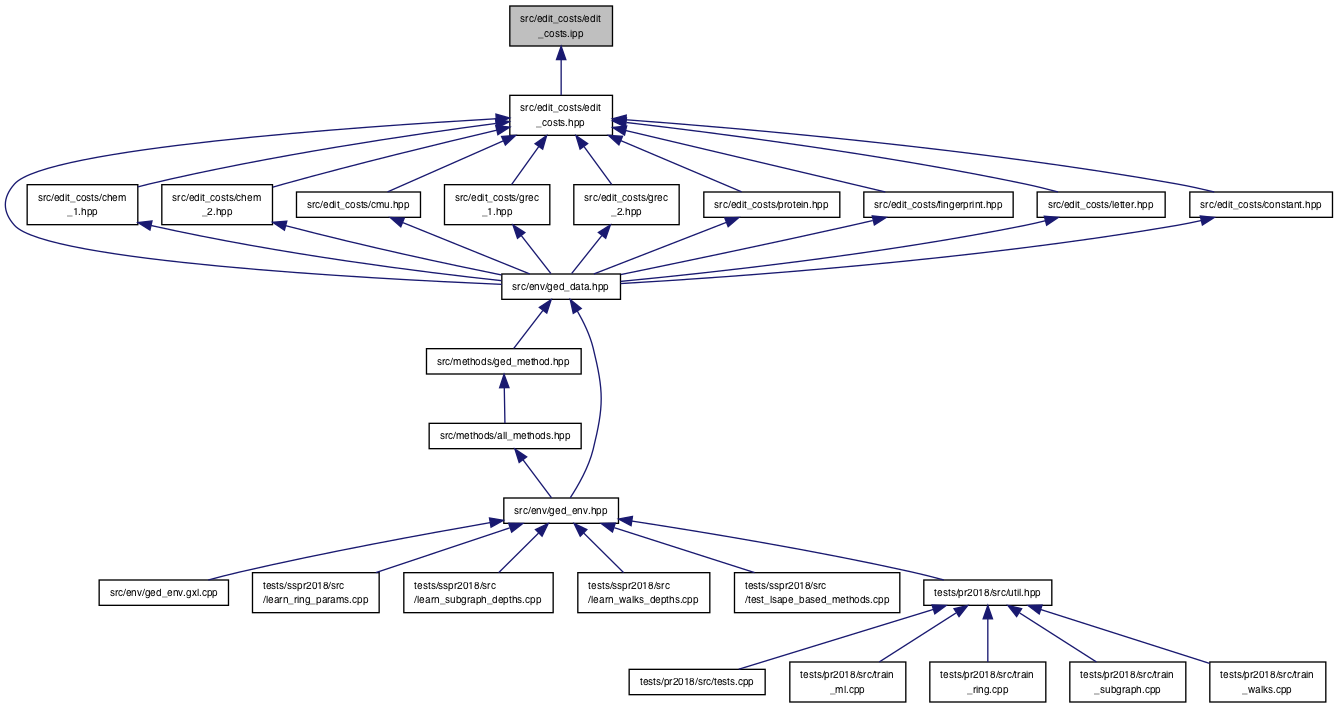 src/edit_costs/edit
_costs.ipp
src/edit_costs/edit
_costs.hpp
src/edit_costs/chem
_1.hpp
src/edit_costs/chem
_2.hpp
src/edit_costs/cmu.hpp
src/edit_costs/grec
_1.hpp
src/edit_costs/grec
_2.hpp
src/edit_costs/protein.hpp
src/edit_costs/fingerprint.hpp
src/edit_costs/letter.hpp
src/edit_costs/constant.hpp
src/env/ged_data.hpp
src/methods/ged_method.hpp
src/methods/all_methods.hpp
src/env/ged_env.hpp
src/env/ged_env.gxl.cpp
tests/sspr2018/src
/learn_ring_params.cpp
tests/sspr2018/src
/learn_subgraph_depths.cpp
tests/sspr2018/src
/learn_walks_depths.cpp
tests/sspr2018/src
/test_lsape_based_methods.cpp
tests/pr2018/src/util.hpp
tests/pr2018/src/tests.cpp
tests/pr2018/src/train
_ml.cpp
tests/pr2018/src/train
_ring.cpp
tests/pr2018/src/train
_subgraph.cpp
tests/pr2018/src/train
_walks.cpp